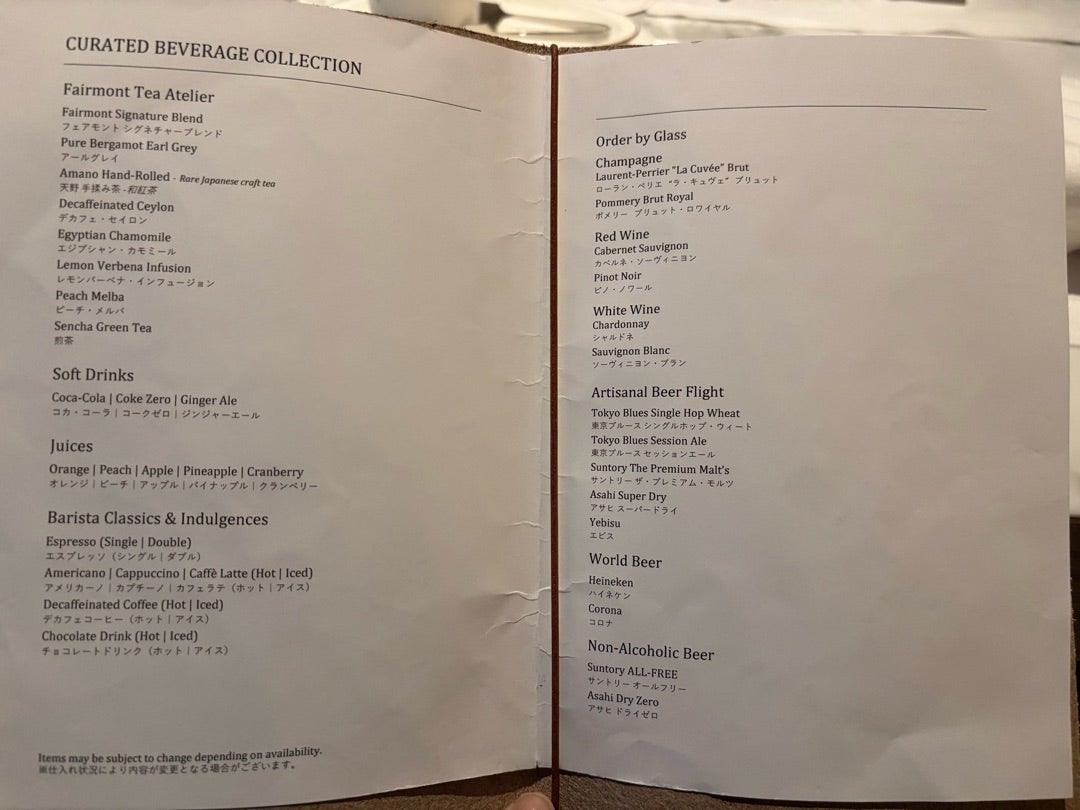 CURATED BEVERAGE COLLECTION
Fairmont Tea Atelier
Fairmont Signature Blend
フェアモント シグネチャーブレンド
Pure Bergamot Earl Grey
アールグレイ
Amano Hand-Rolled - Rare Japanese craft tea
天野 手揉み茶 -和紅茶
Decaffeinated Ceylon
デカフェ・セイロン
Egyptian Chamomile
エジプシャン・カモミール
Lemon Verbena Infusion
レモンバーベナ・インフュージョン
Peach Melba
ピーチ・メルバ
Sencha Green Tea
煎茶
Soft Drinks
Coca-Cola | Coke Zero | Ginger Ale
コカ・コーラ | コークゼロ | ジンジャーエール
Juices
Orange | Peach | Apple | Pineapple | Cranberry
オレンジ | ピーチ | アップル | パイナップル | クランベリー
Barista Classics & Indulgences
Espresso (Single | Double)
エスプレッソ（シングル | ダブル）
Americano | Cappuccino | Caffè Latte (Hot | Iced)
アメリカーノ | カプチーノ | カフェラテ（ホット | アイス）
Decaffeinated Coffee (Hot | Iced)
デカフェコーヒー（ホット | アイス）
Chocolate Drink (Hot | Iced)
チョコレートドリンク（ホット | アイス）
Items may be subject to change depending on availability.
※仕入れ状況により内容が変更となる場合がございます。
Order by Glass
Champagne
Laurent-Perrier "La Cuvée" Brut
ローラン・ペリエ “ラ・キュヴェ” ブリュット
Pommery Brut Royal
ポメリー ブリュット・ロワイヤル
Red Wine
Cabernet Sauvignon
カベルネ・ソーヴィニヨン
Pinot Noir
ピノ・ノワール
White Wine
Chardonnay
シャルドネ
Sauvignon Blanc
ソーヴィニヨン・ブラン
Artisanal Beer Flight
Tokyo Blues Single Hop Wheat
東京ブルース シングルホップ・ウィート
Tokyo Blues Session Ale
東京ブルース セッションエール
Suntory The Premium Malt's
サントリー ザ・プレミアム・モルツ
Asahi Super Dry
アサヒ スーパードライ
Yebisu
エビス
World Beer
Heineken
ハイネケン
Corona
コロナ
Non-Alcoholic Beer
Suntory ALL-FREE
サントリー オールフリー
Asahi Dry Zero
アサヒ ドライゼロ